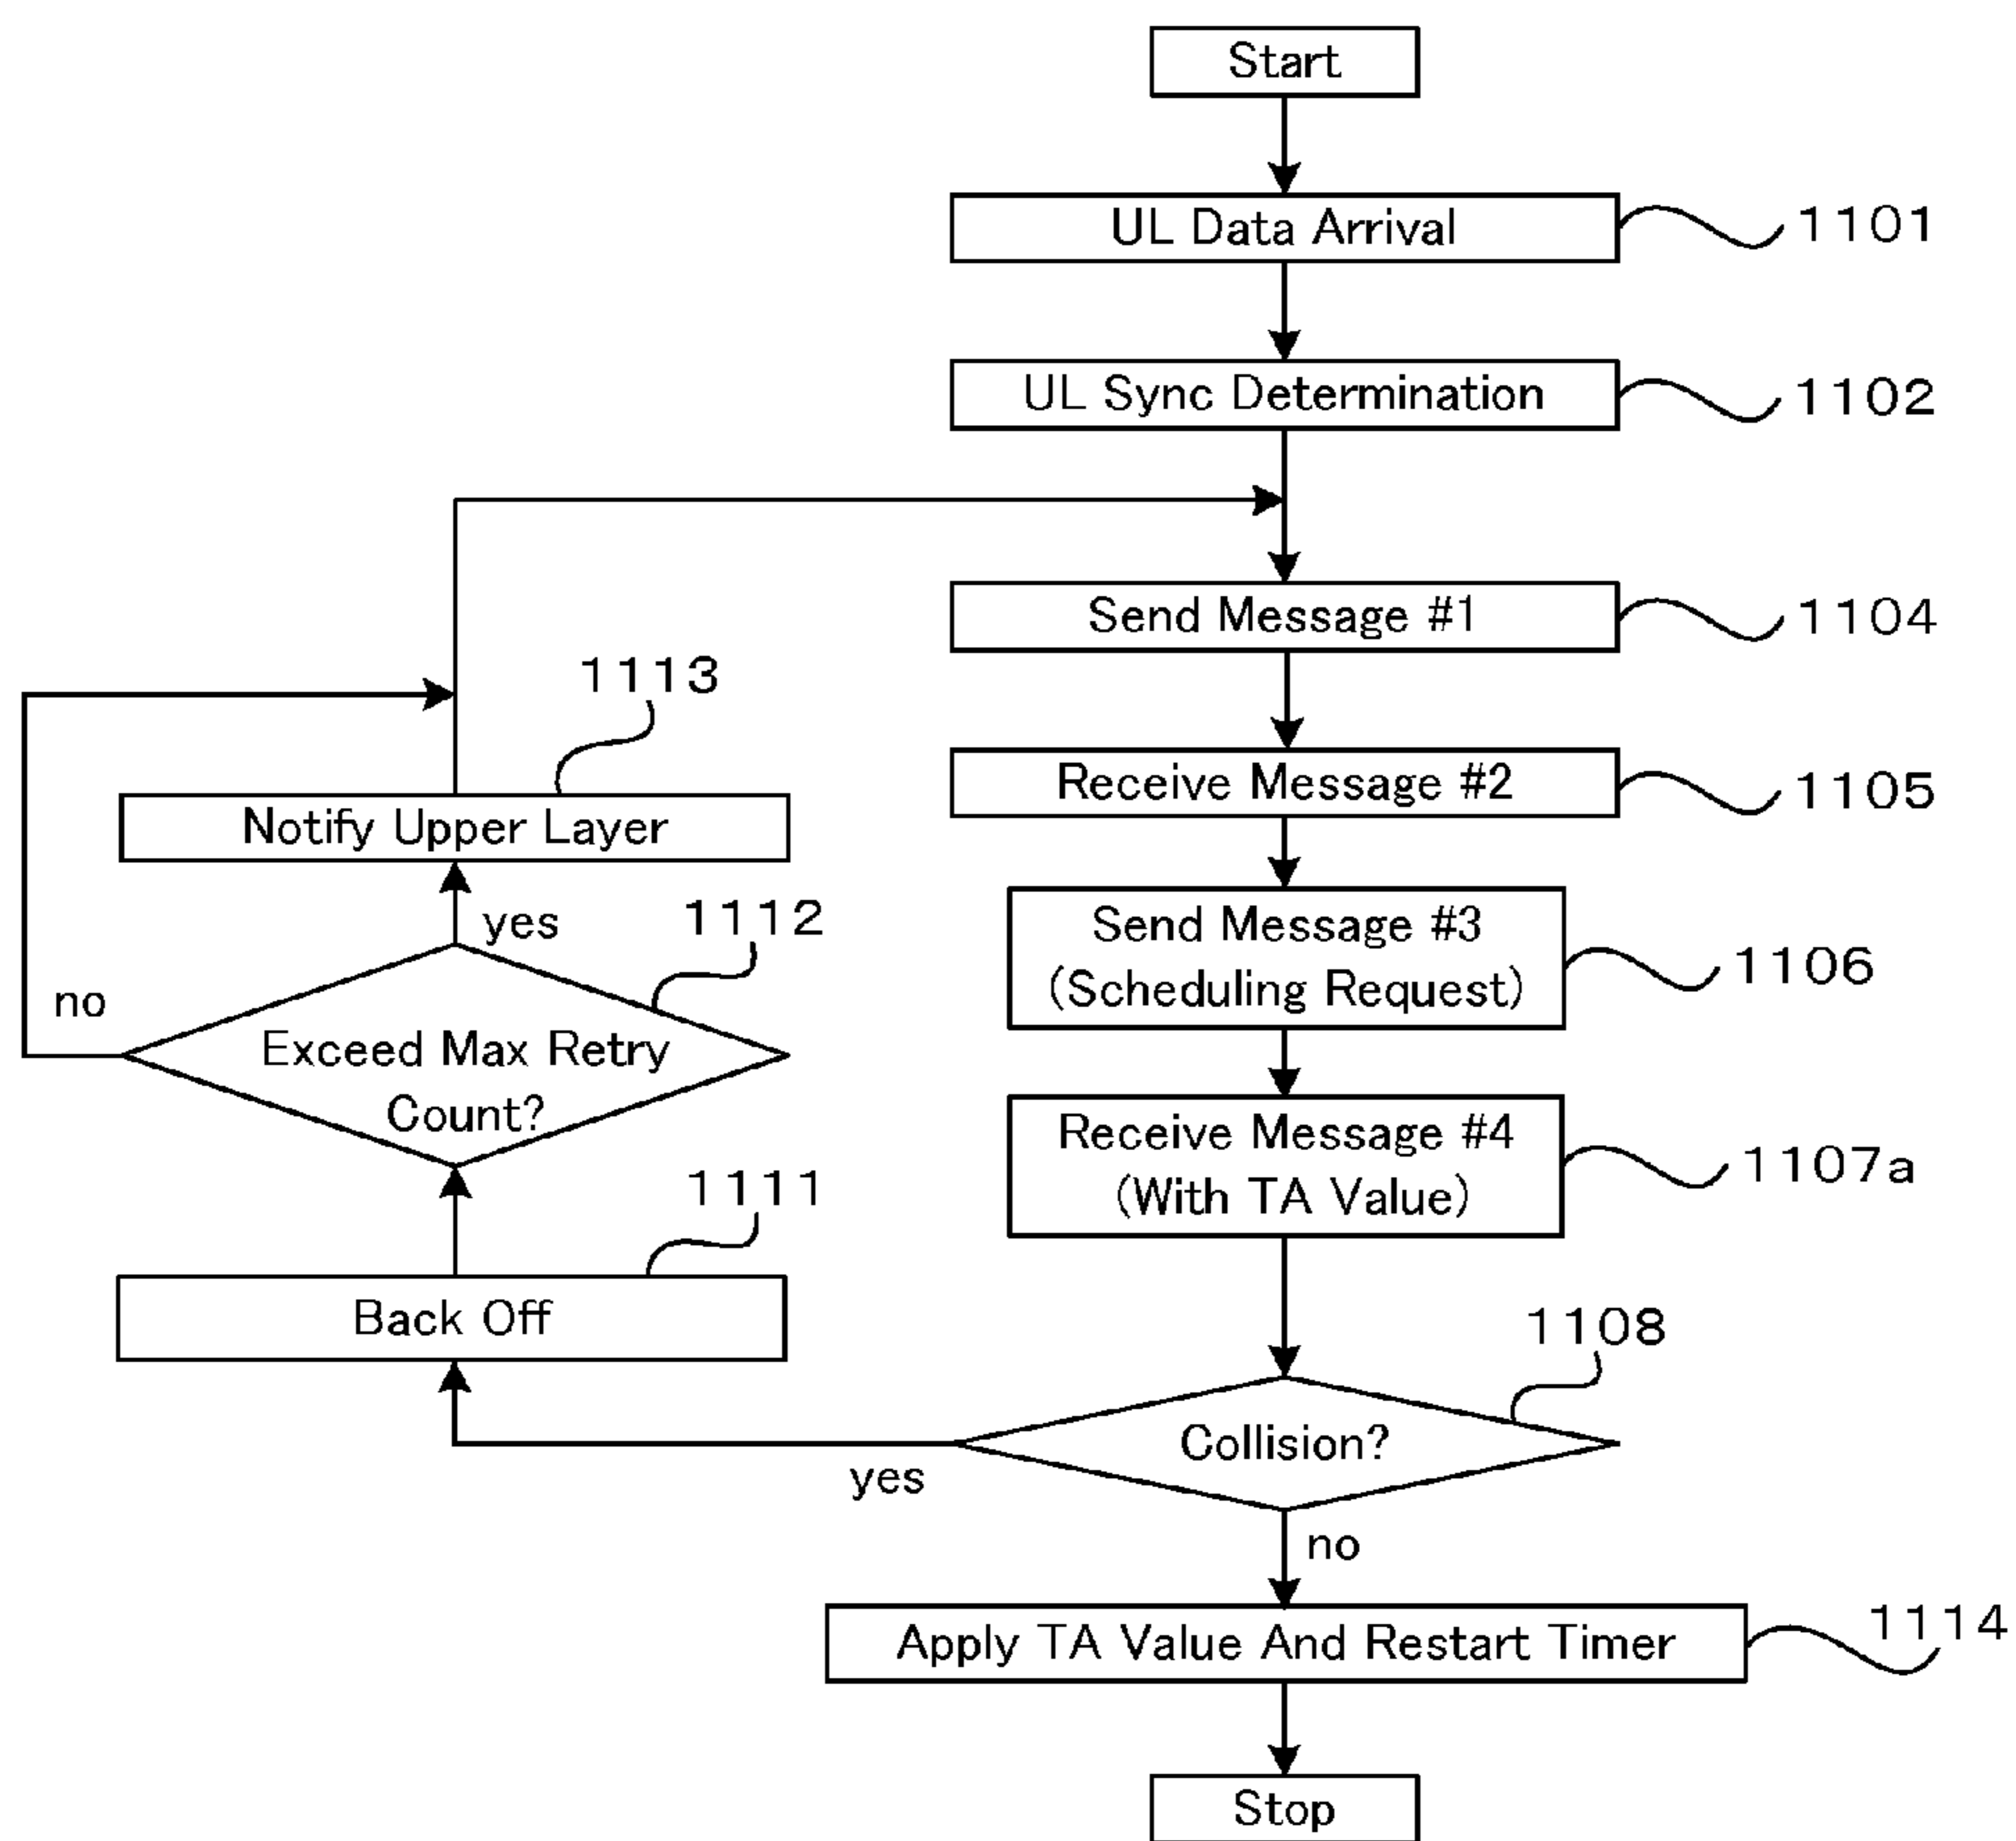 Start
UL Data Arrival
1101
UL Sync Determination
1102
Send Message #1
1104
1113
Receive Message #2
1105
Notify Upper Layer
yes
1112
Send Message #3
(Scheduling Request)
1106
no
Exceed Max Retry
Count?
Receive Message #4
(With TA Value)
1107a
1111
Back Off
1108
Collision?
yes
no
Apply TA Value And Restart Timer
1114
Stop